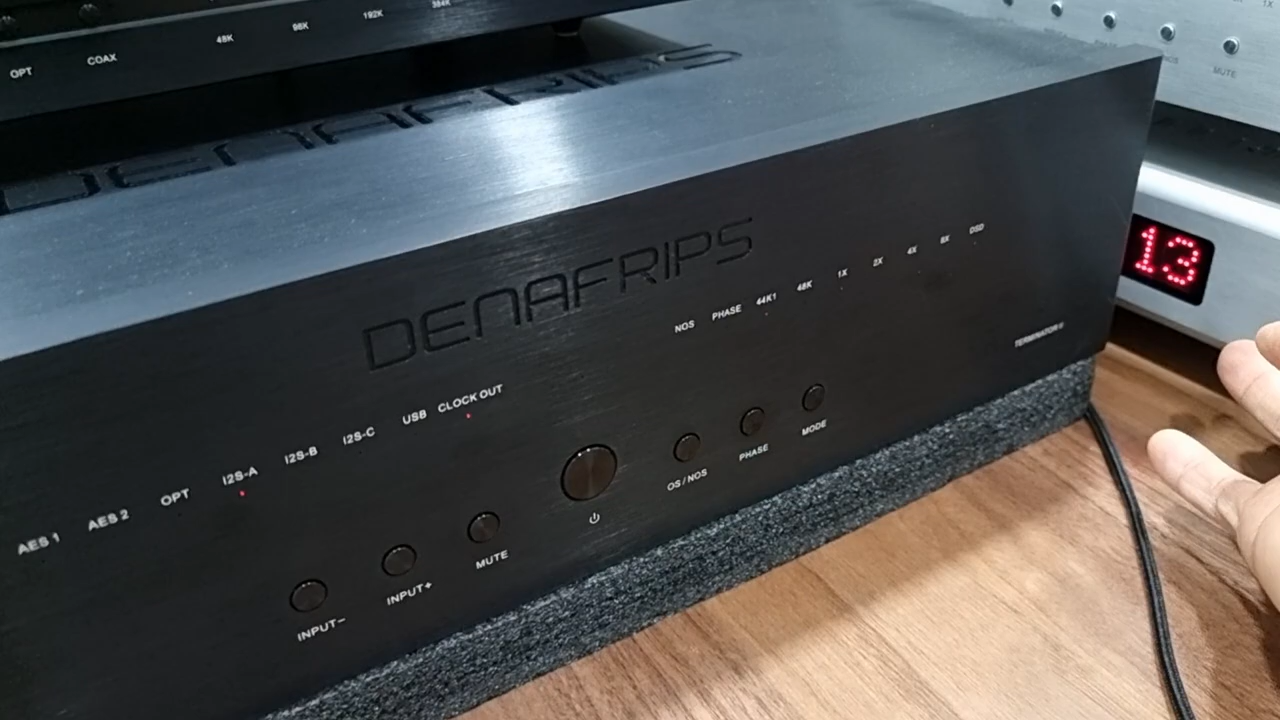 OPT COAX 48K 96K 192K 384K
MUTE
DENAFRIPS
DENAFRIPS
13
NOS PHASE 44K1 48K 1X 2X 4X 8X DSD
TERMINATOR II
AES 1 AES 2 OPT I2S-A I2S-B I2S-C USB CLOCK OUT
INPUT− INPUT+ MUTE OS / NOS PHASE MODE